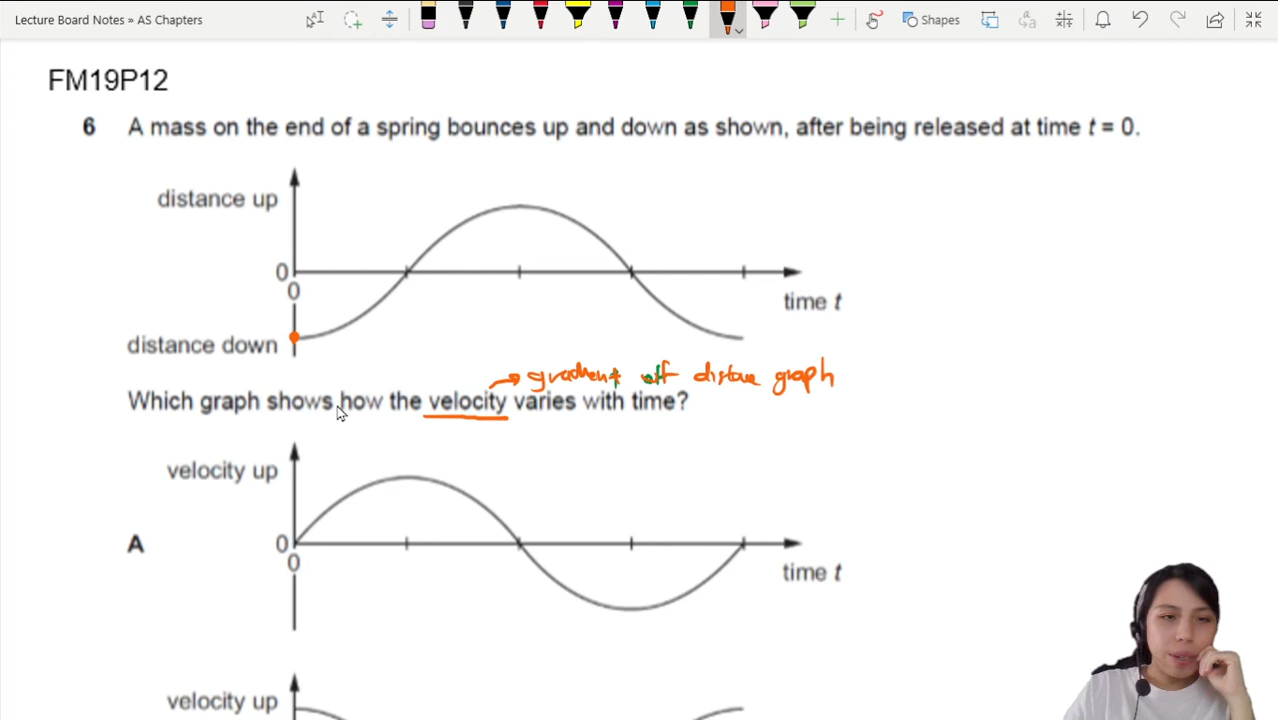 Lecture Board Notes » AS Chapters
Shapes
FM19P12
6 A mass on the end of a spring bounces up and down as shown, after being released at time t = 0.
distance up
0
0
time t
distance down
gradient of distance graph
Which graph shows how the velocity varies with time?
velocity up
A
0
0
time t
velocity up